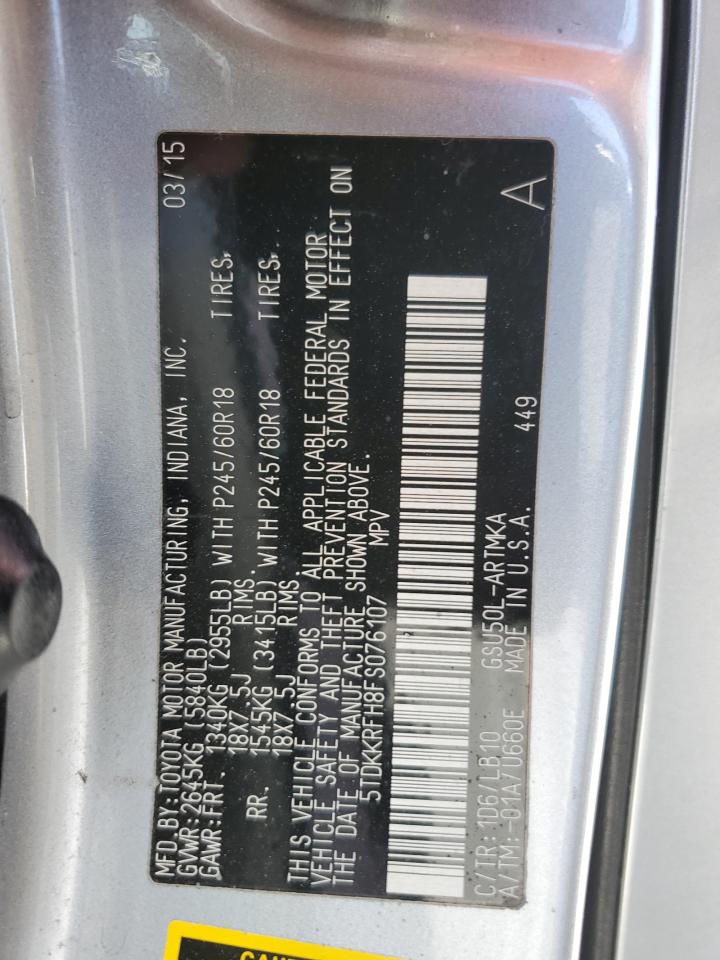 MFD.BY:TOYOTA MOTOR MANUFACTURING, INDIANA, INC. 03/15
GVWR:2645KG (5840LB)
GAWR:FRT. 1340KG (2955LB) WITH P245/60R18 TIRES,
18X7.5J RIMS.
RR. 1545KG (3415LB) WITH P245/60R18 TIRES,
18X7.5J RIMS
THIS VEHICLE CONFORMS TO ALL APPLICABLE FEDERAL MOTOR
VEHICLE SAFETY AND THEFT PREVENTION STANDARDS IN EFFECT ON
THE DATE OF MANUFACTURE SHOWN ABOVE.
5TDKKRFH8FS076107 MPV
C/TR:1D6/LB10 GSU50L-ARTMKA 449 A
A/TM:-01A/U660E MADE IN U.S.A.